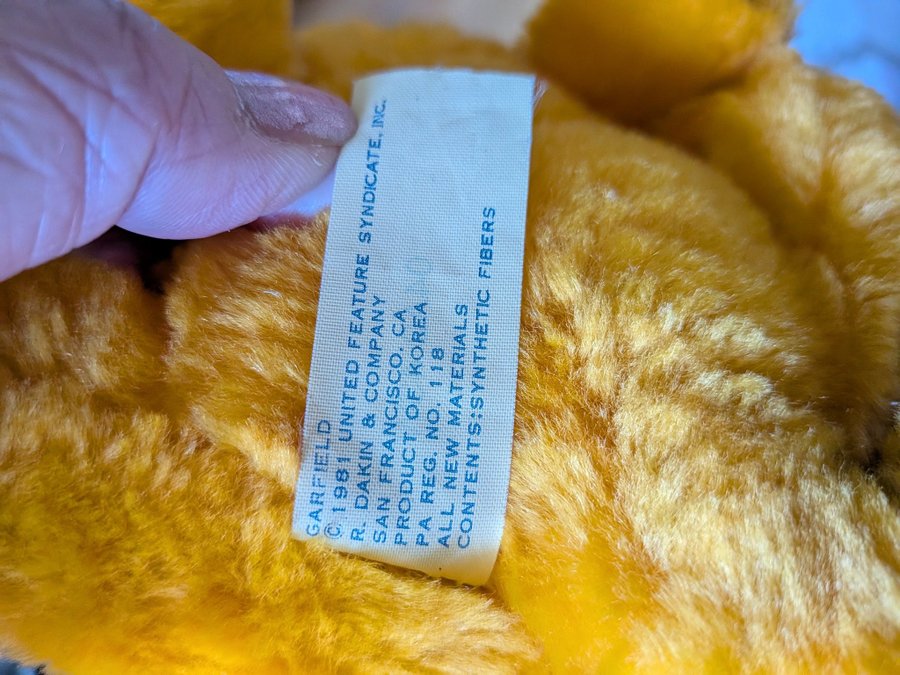 GARFIELD
© 1981 UNITED FEATURE SYNDICATE, INC.
R. DAKIN & COMPANY
SAN FRANCISCO, CA.
PRODUCT OF KOREA
PA REG. NO. 118
ALL NEW MATERIALS
CONTENTS:SYNTHETIC FIBERS